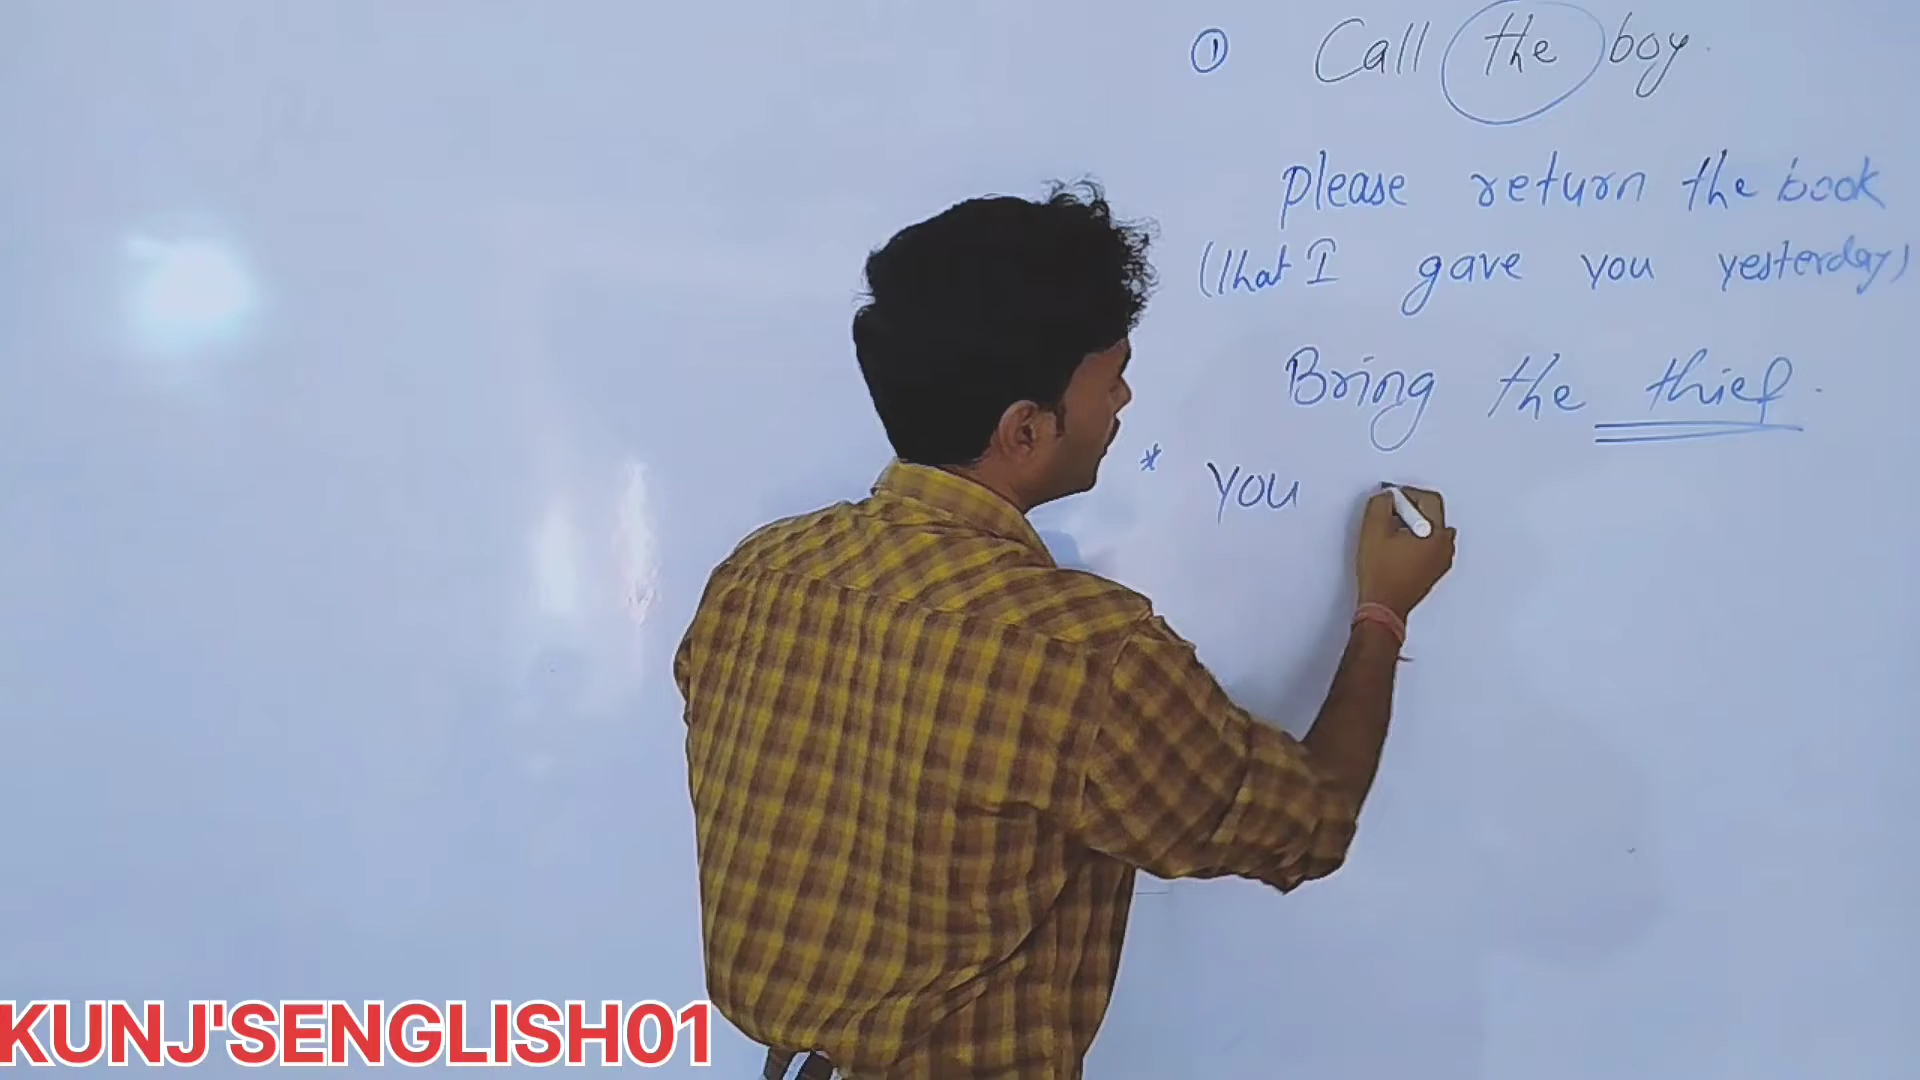 ① Call the boy.
please return the book
(that I gave you yesterday)
Bring the thief.
* You
KUNJ'SENGLISH01